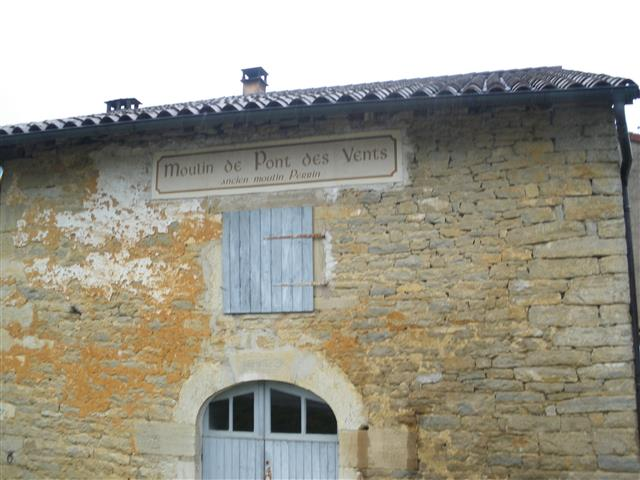 Moulin de Pont des Vents
ancien moulin Perrin